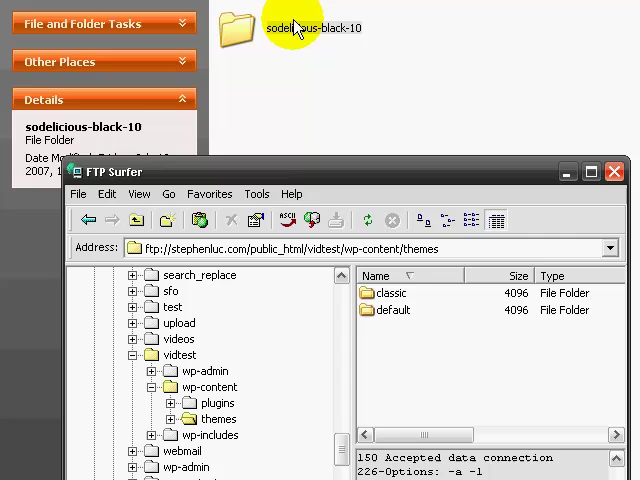 File and Folder Tasks
sodelicious-black-10
Other Places
Details
sodelicious-black-10
File Folder
2007, 1
FTP Surfer
File Edit View Go Favorites Tools Help
ASCII
Address: ftp://stephenluc.com/public_html/vidtest/wp-content/themes
search_replace
sfo
test
upload
videos
vidtest
wp-admin
wp-content
plugins
themes
wp-includes
webmail
wp-admin
Name Size Type
classic 4096 File Folder
default 4096 File Folder
150 Accepted data connection
226-Options: -a -l